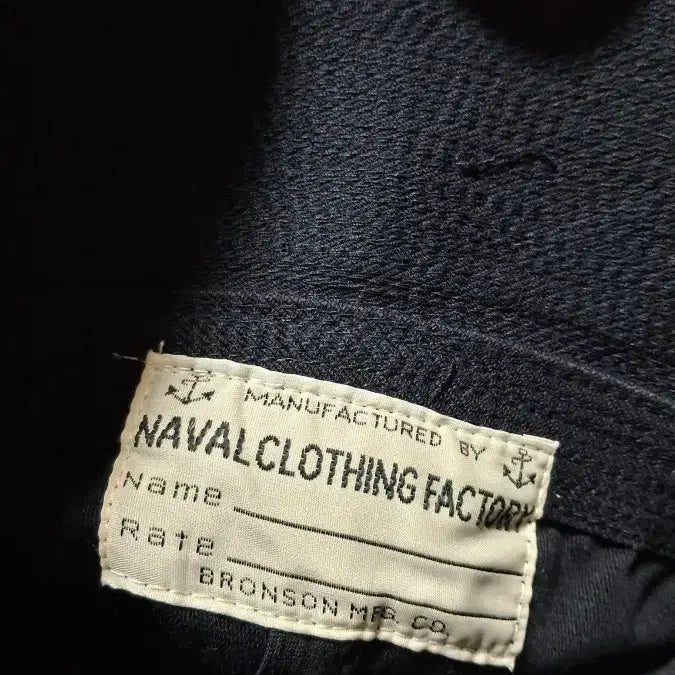 MANUFACTURED BY
NAVAL CLOTHING FACTORY
Name
Rate
BRONSON MFG. CO.